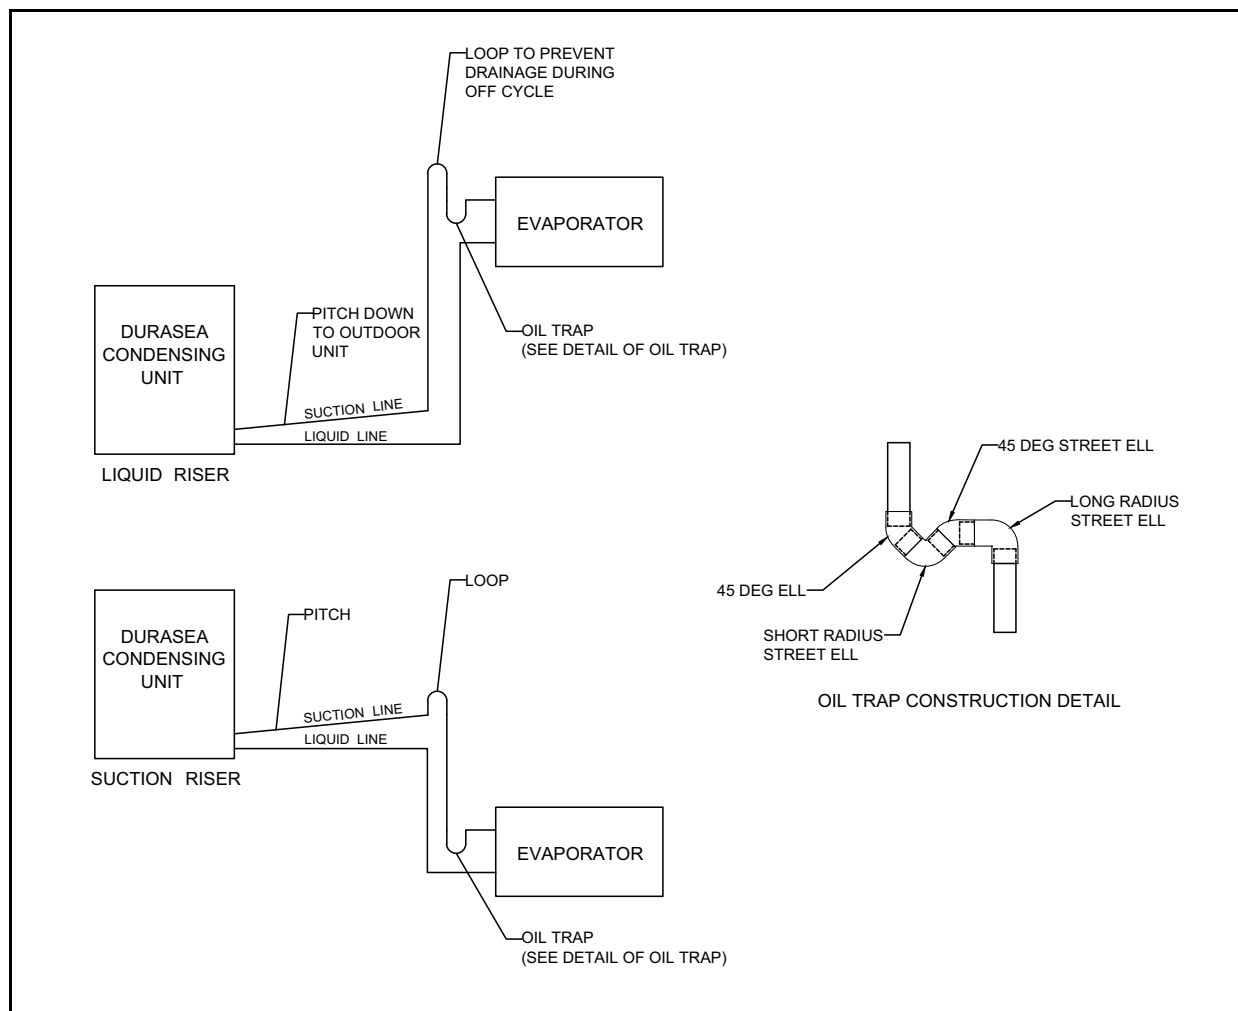 LOOP TO PREVENT
DRAINAGE DURING
OFF CYCLE
EVAPORATOR
DURASEA
CONDENSING
UNIT
PITCH DOWN
TO OUTDOOR
UNIT
OIL TRAP
(SEE DETAIL OF OIL TRAP)
SUCTION LINE
LIQUID LINE
LIQUID RISER
45 DEG STREET ELL
LONG RADIUS
STREET ELL
45 DEG ELL
SHORT RADIUS
STREET ELL
OIL TRAP CONSTRUCTION DETAIL
LOOP
PITCH
DURASEA
CONDENSING
UNIT
SUCTION LINE
LIQUID LINE
SUCTION RISER
EVAPORATOR
OIL TRAP
(SEE DETAIL OF OIL TRAP)